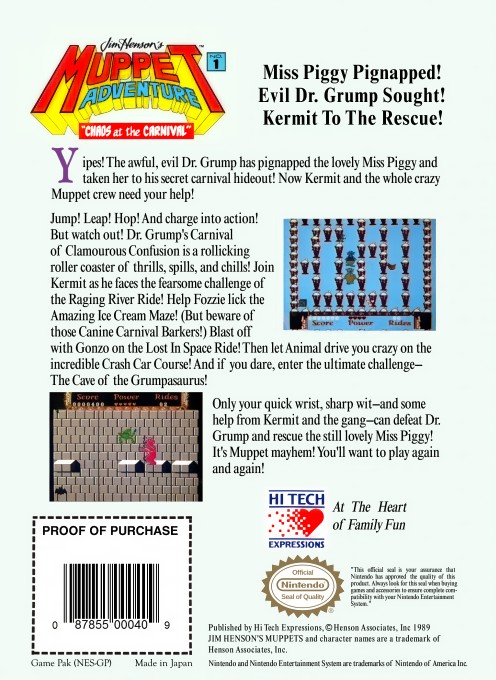 Jim Henson's
MUPPET
ADVENTURE
TM
NO.
1
"CHAOS at the CARNIVAL"
Miss Piggy Pignapped!
Evil Dr. Grump Sought!
Kermit To The Rescue!
Yipes! The awful, evil Dr. Grump has pignapped the lovely Miss Piggy and
taken her to his secret carnival hideout! Now Kermit and the whole crazy
Muppet crew need your help!
Jump! Leap! Hop! And charge into action!
But watch out! Dr. Grump's Carnival
of Clamourous Confusion is a rollicking
roller coaster of thrills, spills, and chills! Join
Kermit as he faces the fearsome challenge of
the Raging River Ride! Help Fozzie lick the
Amazing Ice Cream Maze! (But beware of
those Canine Carnival Barkers!) Blast off
with Gonzo on the Lost In Space Ride! Then let Animal drive you crazy on the
incredible Crash Car Course! And if you dare, enter the ultimate challenge–
The Cave of the Grumpasaurus!
Score Power Rules
Score Power Rules
Only your quick wrist, sharp wit–and some
help from Kermit and the gang–can defeat Dr.
Grump and rescue the still lovely Miss Piggy!
It's Muppet mayhem! You'll want to play again
and again!
HI TECH
EXPRESSIONS
At The Heart
of Family Fun
PROOF OF PURCHASE
0 87855 00040 9
Official
Nintendo
Seal of Quality
"This official seal is your assurance that
Nintendo has approved the quality of this
product. Always look for this seal when buying
games and accessories to ensure complete com-
patibility with your Nintendo Entertainment
System."
Published by Hi Tech Expressions, © Henson Associates, Inc 1989
JIM HENSON'S MUPPETS and character names are a trademark of
Henson Associates, Inc.
Game Pak (NES-GP) Made in Japan
Nintendo and Nintendo Entertainment System are trademarks of Nintendo of America Inc.